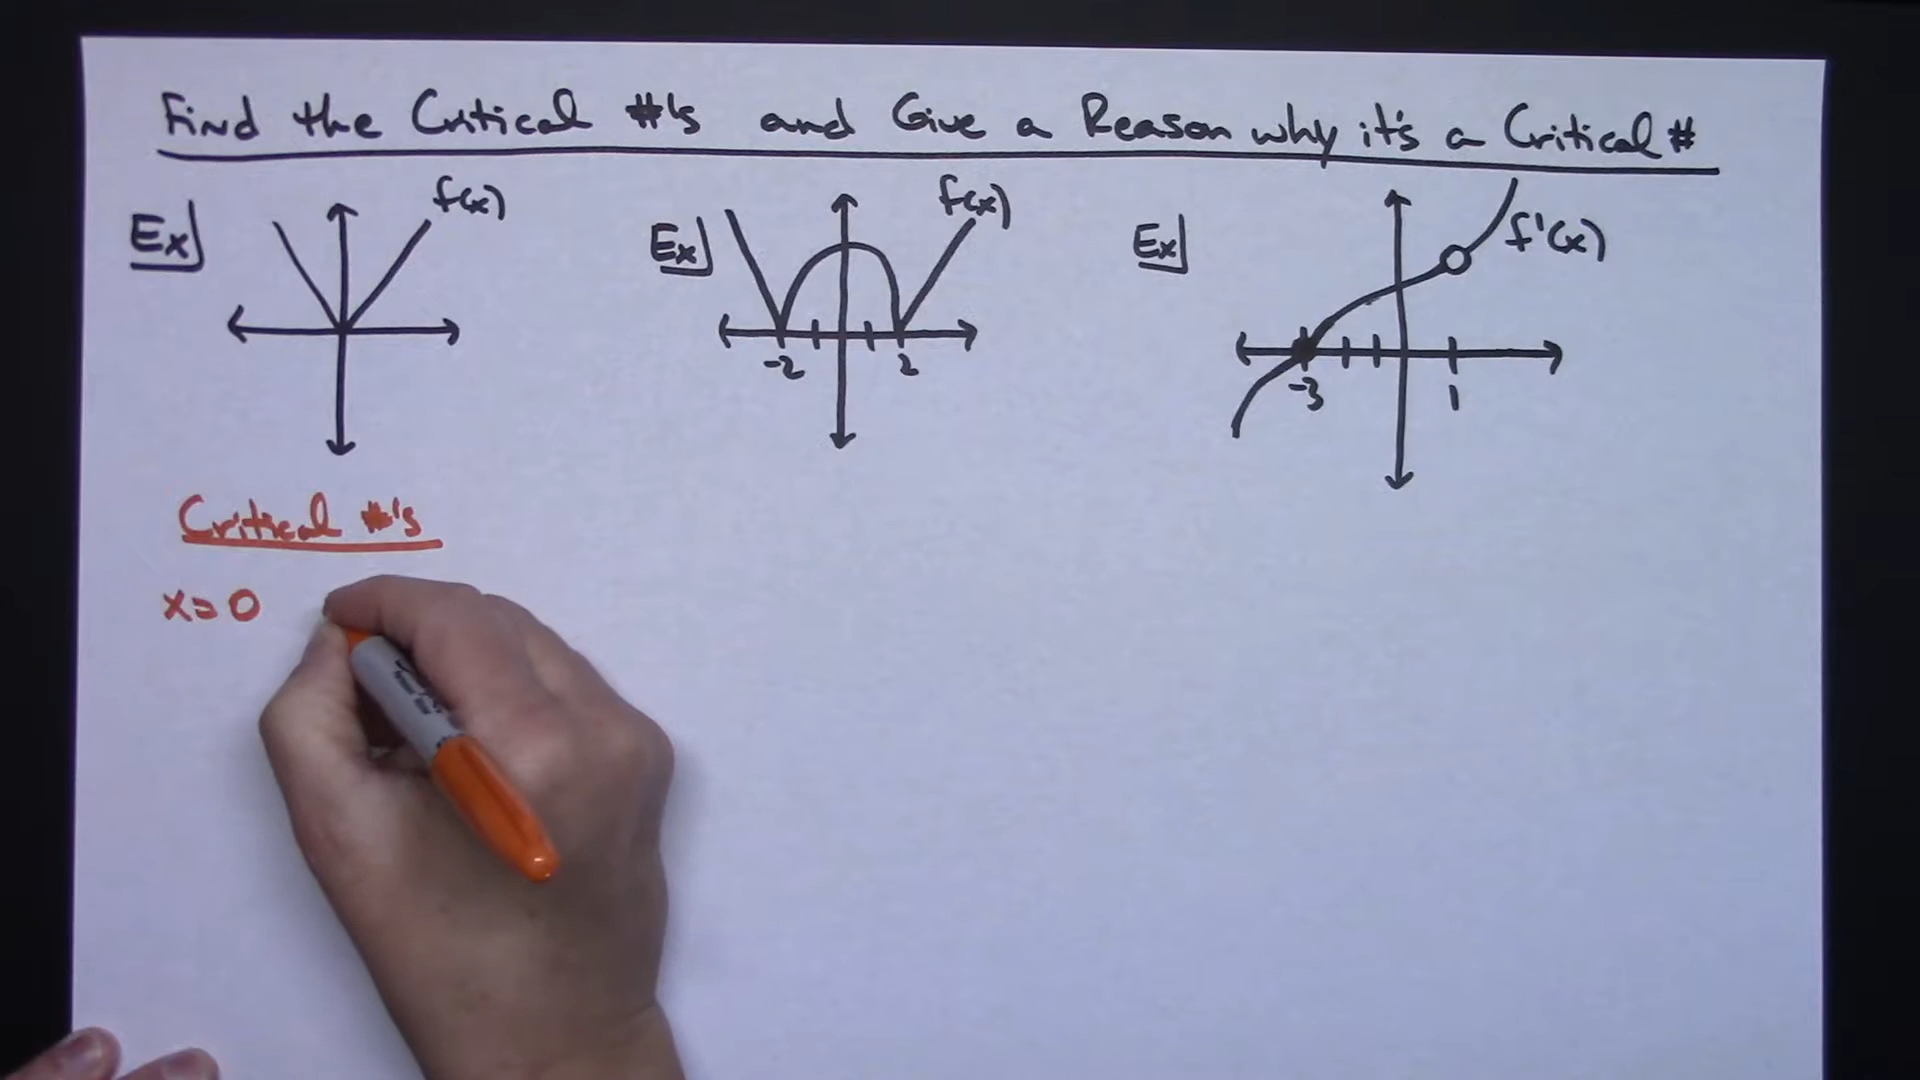 Find the Critical #'s and Give a Reason why it's a Critical #
Ex
f(x)
-2
2
Ex
f(x)
Ex
f'(x)
-3
1
Critical #'s
x=0